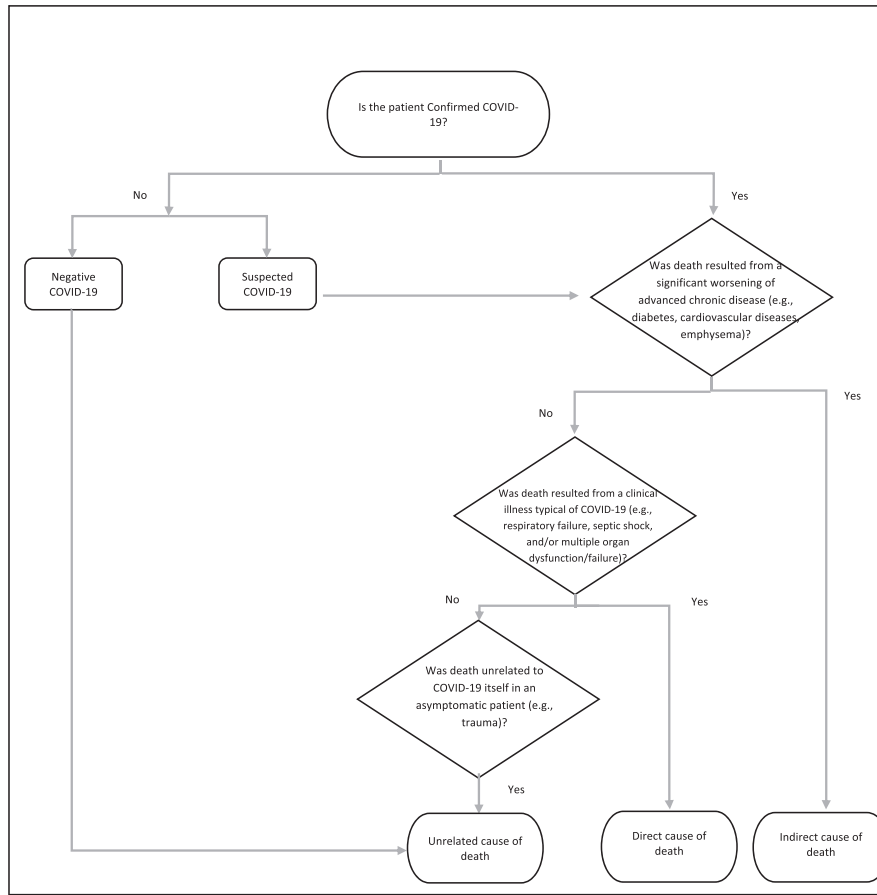 Is the patient Confirmed COVID-
19?
No
Yes
Negative
COVID-19
Suspected
COVID-19
Was death resulted from a
significant worsening of
advanced chronic disease (e.g.,
diabetes, cardiovascular diseases,
emphysema)?
No
Yes
Was death resulted from a clinical
illness typical of COVID-19 (e.g.,
respiratory failure, septic shock,
and/or multiple organ
dysfunction/failure)?
No
Yes
Was death unrelated to
COVID-19 itself in an
asymptomatic patient (e.g.,
trauma)?
Yes
Unrelated cause of
death
Direct cause of
death
Indirect cause of
death